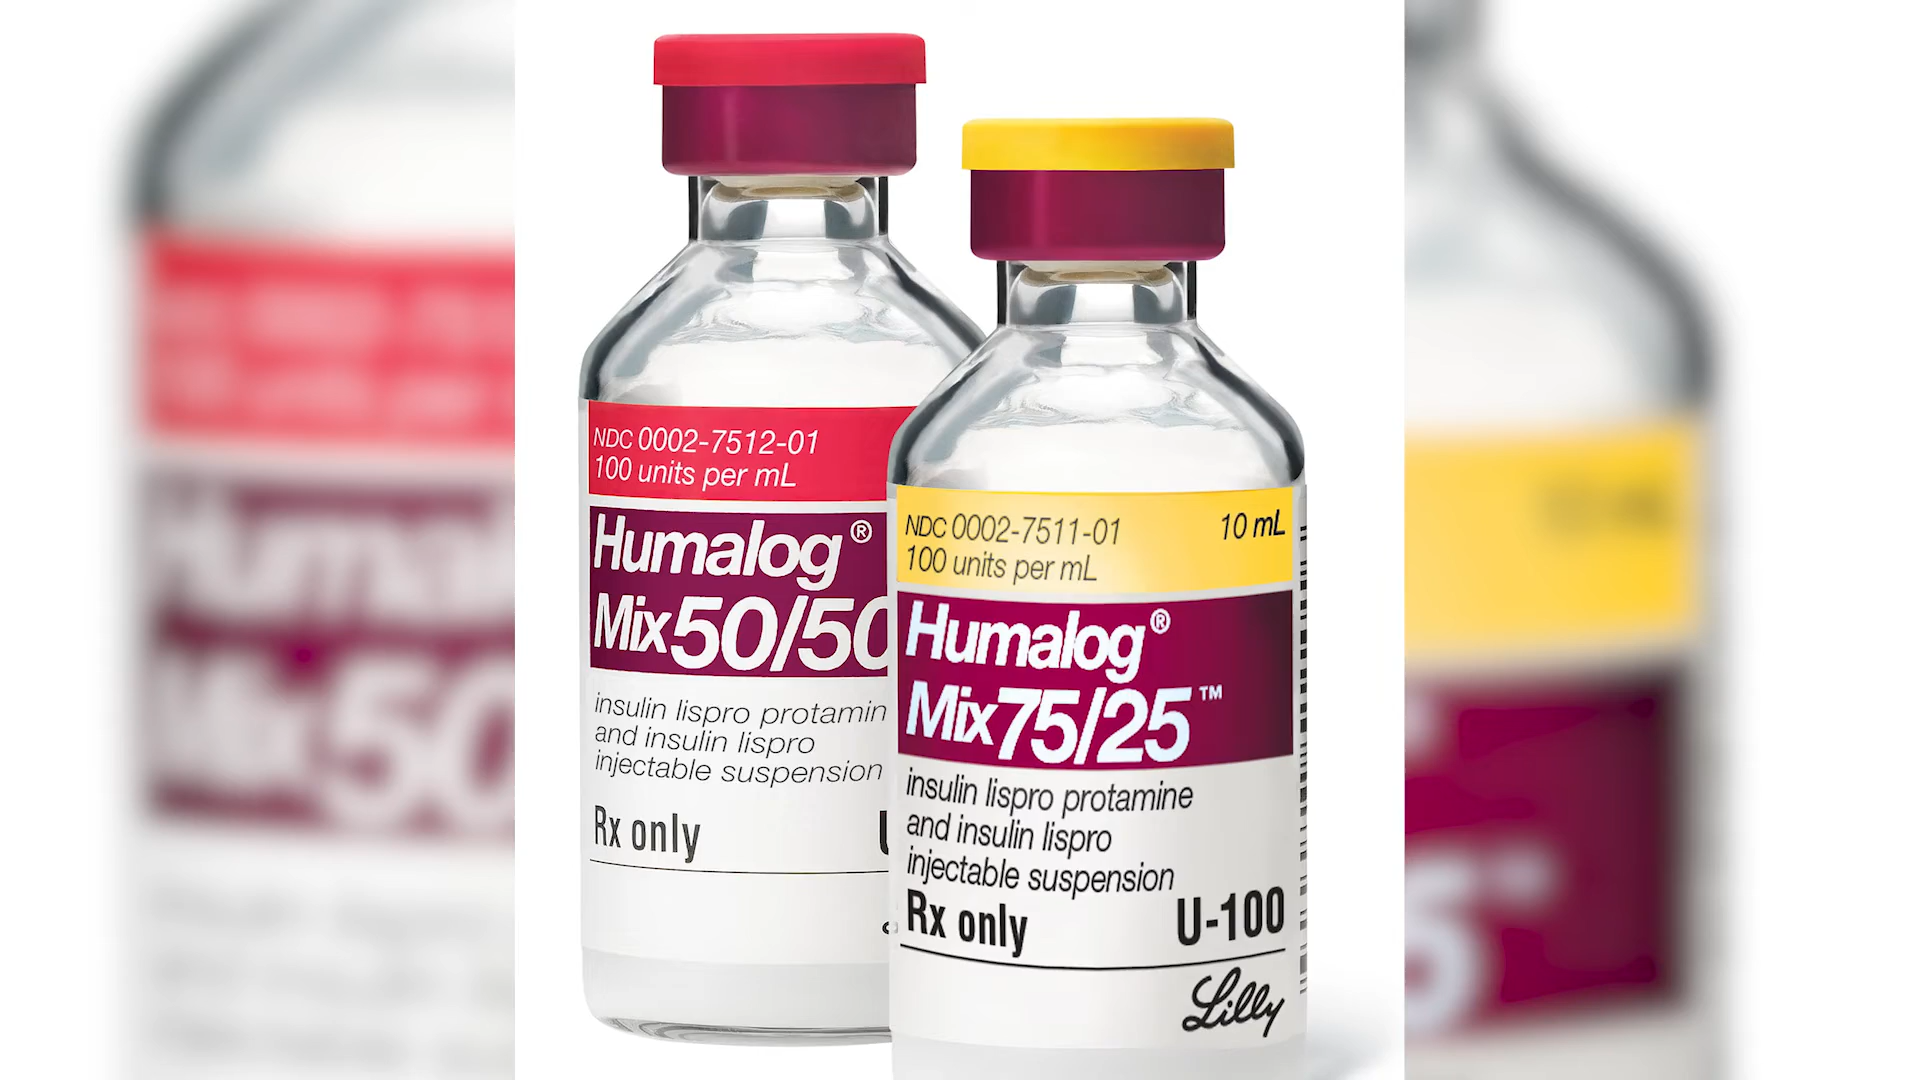 NDC 0002-7512-01
100 units per mL
Humalog®
Mix50/50
insulin lispro protamin
and insulin lispro
injectable suspension
Rx only
NDC 0002-7511-01 10 mL
100 units per mL
Humalog®
Mix75/25™
insulin lispro protamine
and insulin lispro
injectable suspension
Rx only U-100
Lilly